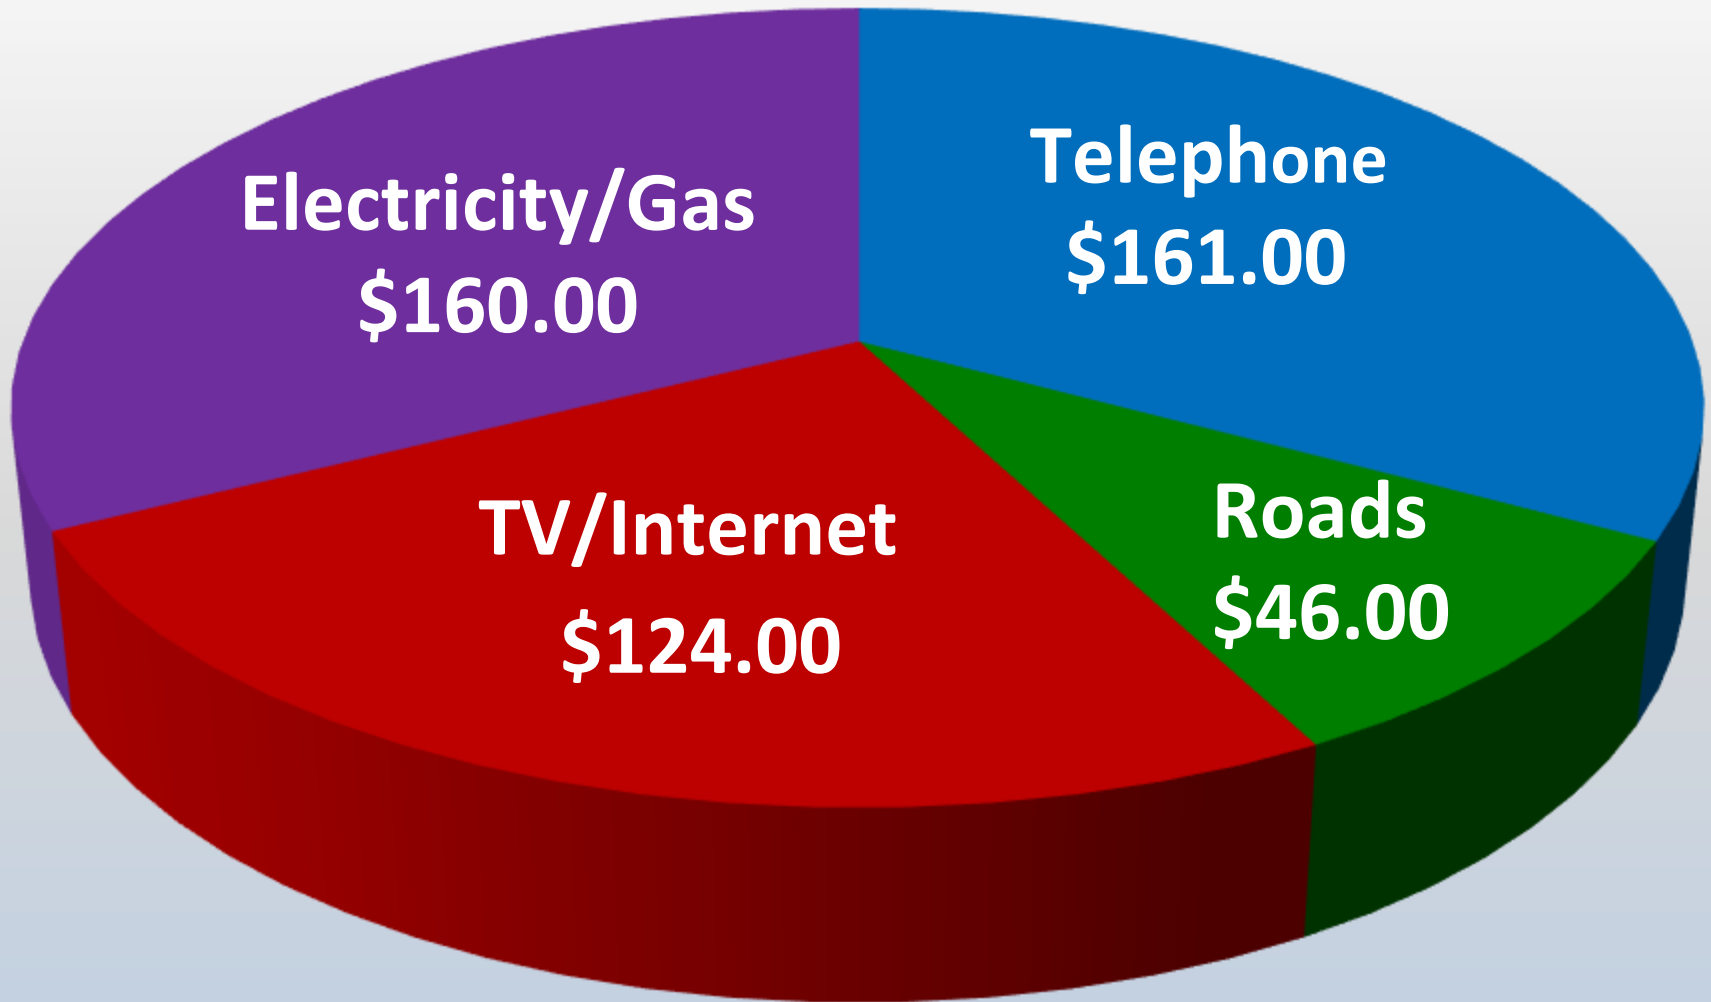 Electricity/Gas
$160.00
Telephone
$161.00
TV/Internet
$124.00
Roads
$46.00